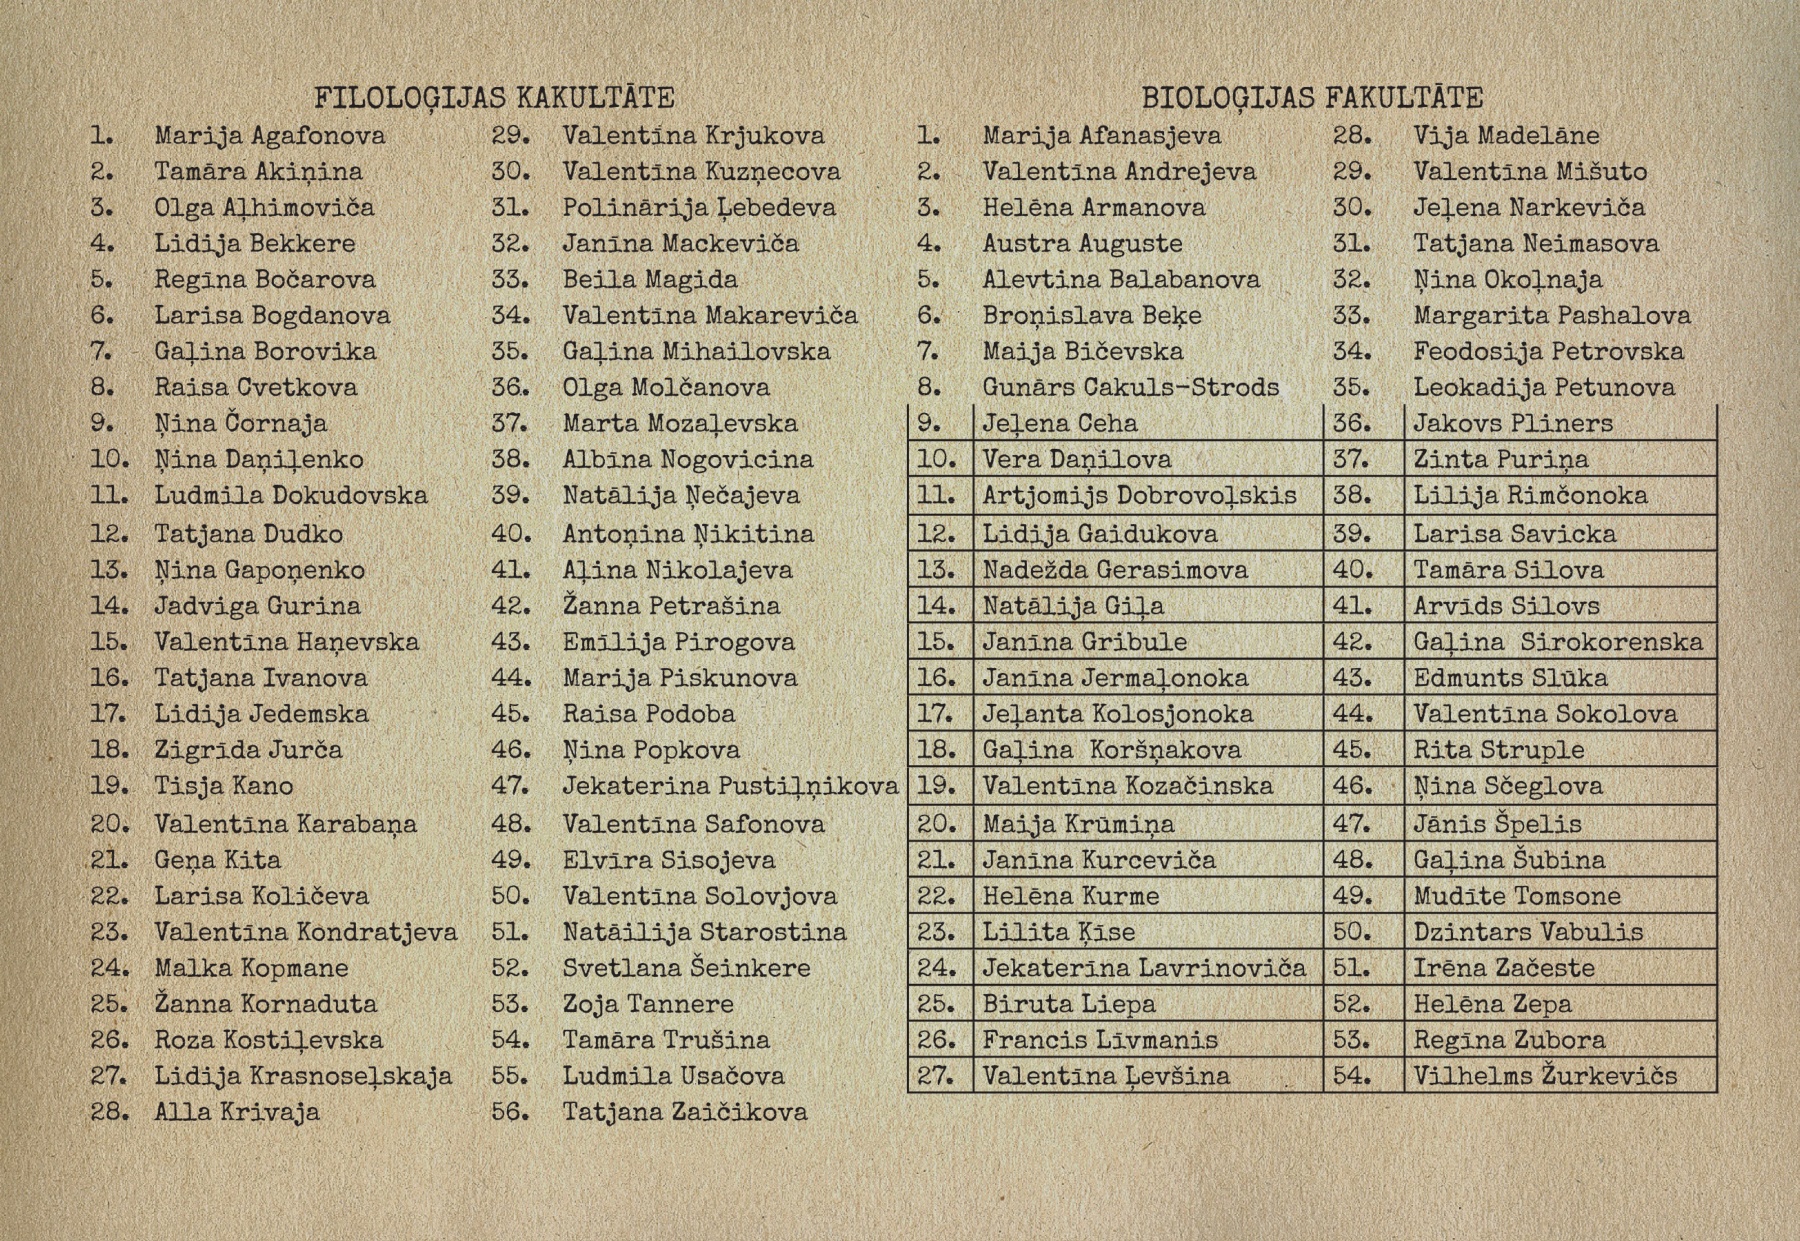 FILOLOĢIJAS KAKULTĀTE
1. Marija Agafonova
2. Tamāra Akiņina
3. Olga Aļhimoviča
4. Lidija Bekkere
5. Regīna Bočarova
6. Larisa Bogdanova
7. Gaļina Borovika
8. Raisa Cvetkova
9. Ņina Čornaja
10. Ņina Daņiļenko
11. Ludmila Dokudovska
12. Tatjana Dudko
13. Ņina Gapoņenko
14. Jadviga Gurina
15. Valentīna Haņevska
16. Tatjana Ivanova
17. Lidija Jedemska
18. Zigrīda Jurča
19. Tisja Kano
20. Valentīna Karabaņa
21. Geņa Kita
22. Larisa Količeva
23. Valentīna Kondratjeva
24. Malka Kopmane
25. Žanna Kornaduta
26. Roza Kostiļevska
27. Lidija Krasnoseļskaja
28. Alla Krivaja
29. Valentīna Krjukova
30. Valentīna Kuzņecova
31. Polinārija Ļebedeva
32. Janīna Mackeviča
33. Beila Magida
34. Valentīna Makareviča
35. Gaļina Mihailovska
36. Olga Molčanova
37. Marta Mozaļevska
38. Albīna Nogovicina
39. Natālija Ņečajeva
40. Antoņina Ņikitina
41. Aļina Nikolajeva
42. Žanna Petrašina
43. Emīlija Pirogova
44. Marija Piskunova
45. Raisa Podoba
46. Ņina Popkova
47. Jekaterina Pustiļņikova
48. Valentīna Safonova
49. Elvīra Sisojeva
50. Valentīna Solovjova
51. Natāilija Starostina
52. Svetlana Šeinkere
53. Zoja Tannere
54. Tamāra Trušina
55. Ludmila Usačova
56. Tatjana Zaičikova
BIOLOĢIJAS FAKULTĀTE
1. Marija Afanasjeva
2. Valentīna Andrejeva
3. Helēna Armanova
4. Austra Auguste
5. Alevtina Balabanova
6. Broņislava Beķe
7. Maija Bičevska
8. Gunārs Cakuls-Strods
9. Jeļena Ceha
10. Vera Daņilova
11. Artjomijs Dobrovoļskis
12. Lidija Gaidukova
13. Nadežda Gerasimova
14. Natālija Giļa
15. Janīna Gribule
16. Janīna Jermaļonoka
17. Jeļanta Kolosjonoka
18. Gaļina Koršņakova
19. Valentīna Kozačinska
20. Maija Krūmiņa
21. Janīna Kurceviča
22. Helēna Kurme
23. Lilita Ķīse
24. Jekaterīna Lavrinoviča
25. Biruta Liepa
26. Francis Līvmanis
27. Valentīna Ļevšina
28. Vija Madelāne
29. Valentīna Mišuto
30. Jeļena Narkeviča
31. Tatjana Neimasova
32. Ņina Okoļnaja
33. Margarita Pashalova
34. Feodosija Petrovska
35. Leokadija Petunova
36. Jakovs Pliners
37. Zinta Puriņa
38. Lilija Rimčonoka
39. Larisa Savicka
40. Tamāra Silova
41. Arvīds Silovs
42. Gaļina Sirokorenska
43. Edmunts Slūka
44. Valentīna Sokolova
45. Rita Struple
46. Ņina Sčeglova
47. Jānis Špelis
48. Gaļina Šubina
49. Mudīte Tomsone
50. Dzintars Vabulis
51. Irēna Začeste
52. Helēna Zepa
53. Regīna Zubora
54. Vilhelms Žurkevičs